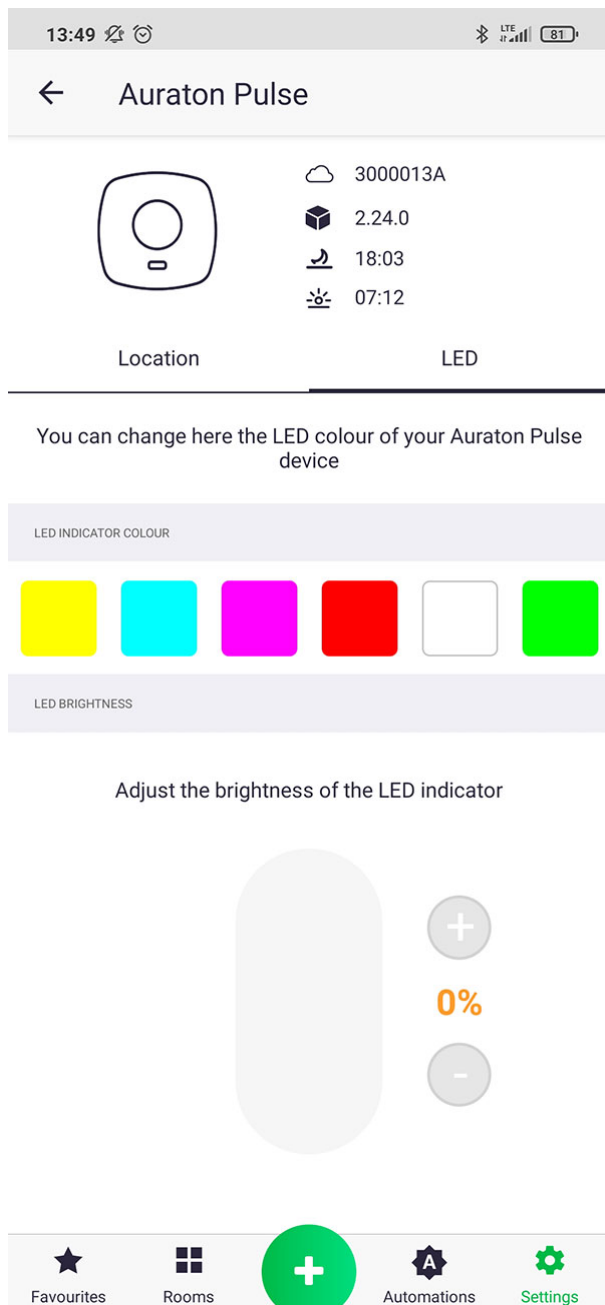 13:49
LTE
81
Auraton Pulse
3000013A
2.24.0
18:03
07:12
Location
LED
You can change here the LED colour of your Auraton Pulse
device
LED INDICATOR COLOUR
LED BRIGHTNESS
Adjust the brightness of the LED indicator
+
0%
-
+
A
Favourites
Rooms
Automations
Settings